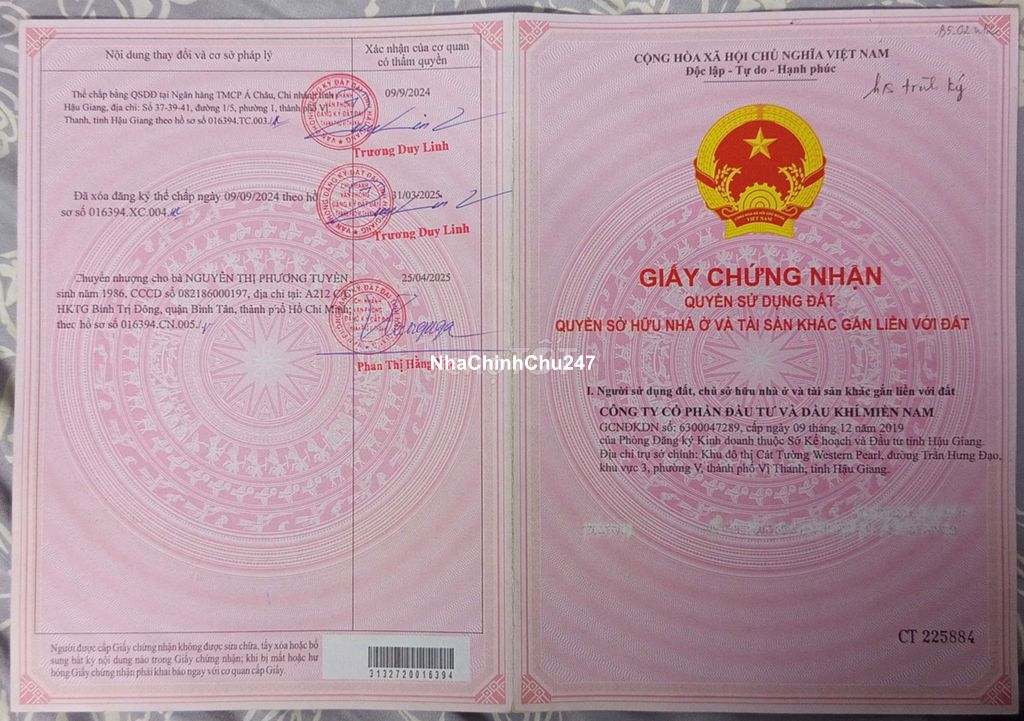 Nội dung thay đổi và cơ sở pháp lý
Xác nhận của cơ quan
có thẩm quyền
Thế chấp bằng QSDĐ tại Ngân hàng TMCP Á Châu, Chi nhánh tỉnh
Hậu Giang, địa chỉ: Số 37-39-41, đường 1/5, phường 1, thành phố Vị
Thanh, tỉnh Hậu Giang theo hồ sơ số 016394.TC.003./.
09/9/2024
Trương Duy Linh
Đã xóa đăng ký thế chấp ngày 09/09/2024 theo hồ
sơ số 016394.XC.004.
31/03/2025
Trương Duy Linh
Chuyển nhượng cho bà NGUYỄN THỊ PHƯƠNG TUYỀN
sinh năm 1986, CCCD số 082186000197, địa chỉ tại: A212
HKTG Bình Trị Đông, quận Bình Tân, thành phố Hồ Chí Minh;
theo hồ sơ số 016394.CN.005./.
25/04/2025
Phan Thị Hằng
NhaChinhChu247
Người được cấp Giấy chứng nhận không được sửa chữa, tẩy xóa hoặc bổ
sung bất kỳ nội dung nào trong Giấy chứng nhận; khi bị mất hoặc hư
hỏng Giấy chứng nhận phải khai báo ngay với cơ quan cấp Giấy.
3132720016394
CỘNG HÒA XÃ HỘI CHỦ NGHĨA VIỆT NAM
Độc lập - Tự do - Hạnh phúc
VIỆT NAM
GIẤY CHỨNG NHẬN
QUYỀN SỬ DỤNG ĐẤT
QUYỀN SỞ HỮU NHÀ Ở VÀ TÀI SẢN KHÁC GẮN LIỀN VỚI ĐẤT
I. Người sử dụng đất, chủ sở hữu nhà ở và tài sản khác gắn liền với đất
CÔNG TY CỔ PHẦN ĐẦU TƯ VÀ DẦU KHÍ MIỀN NAM
GCNĐKDN số: 6300047289, cấp ngày 09 tháng 12 năm 2019
của Phòng Đăng ký Kinh doanh thuộc Sở Kế hoạch và Đầu tư tỉnh Hậu Giang.
Địa chỉ trụ sở chính: Khu đô thị Cát Tường Western Pearl, đường Trần Hưng Đạo,
khu vực 3, phường V, thành phố Vị Thanh, tỉnh Hậu Giang.
CT 225884